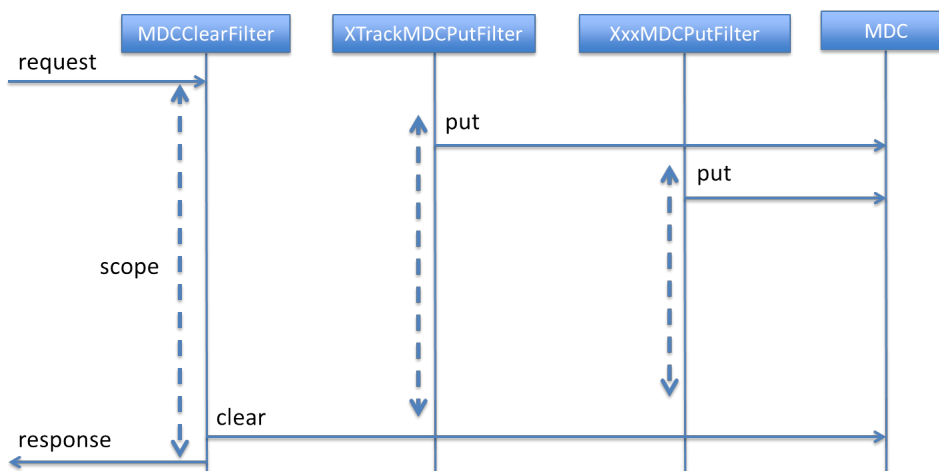 MDCClearFilter
XTrackMDCPutFilter
XxxMDCPutFilter
MDC
request
put
put
scope
clear
response